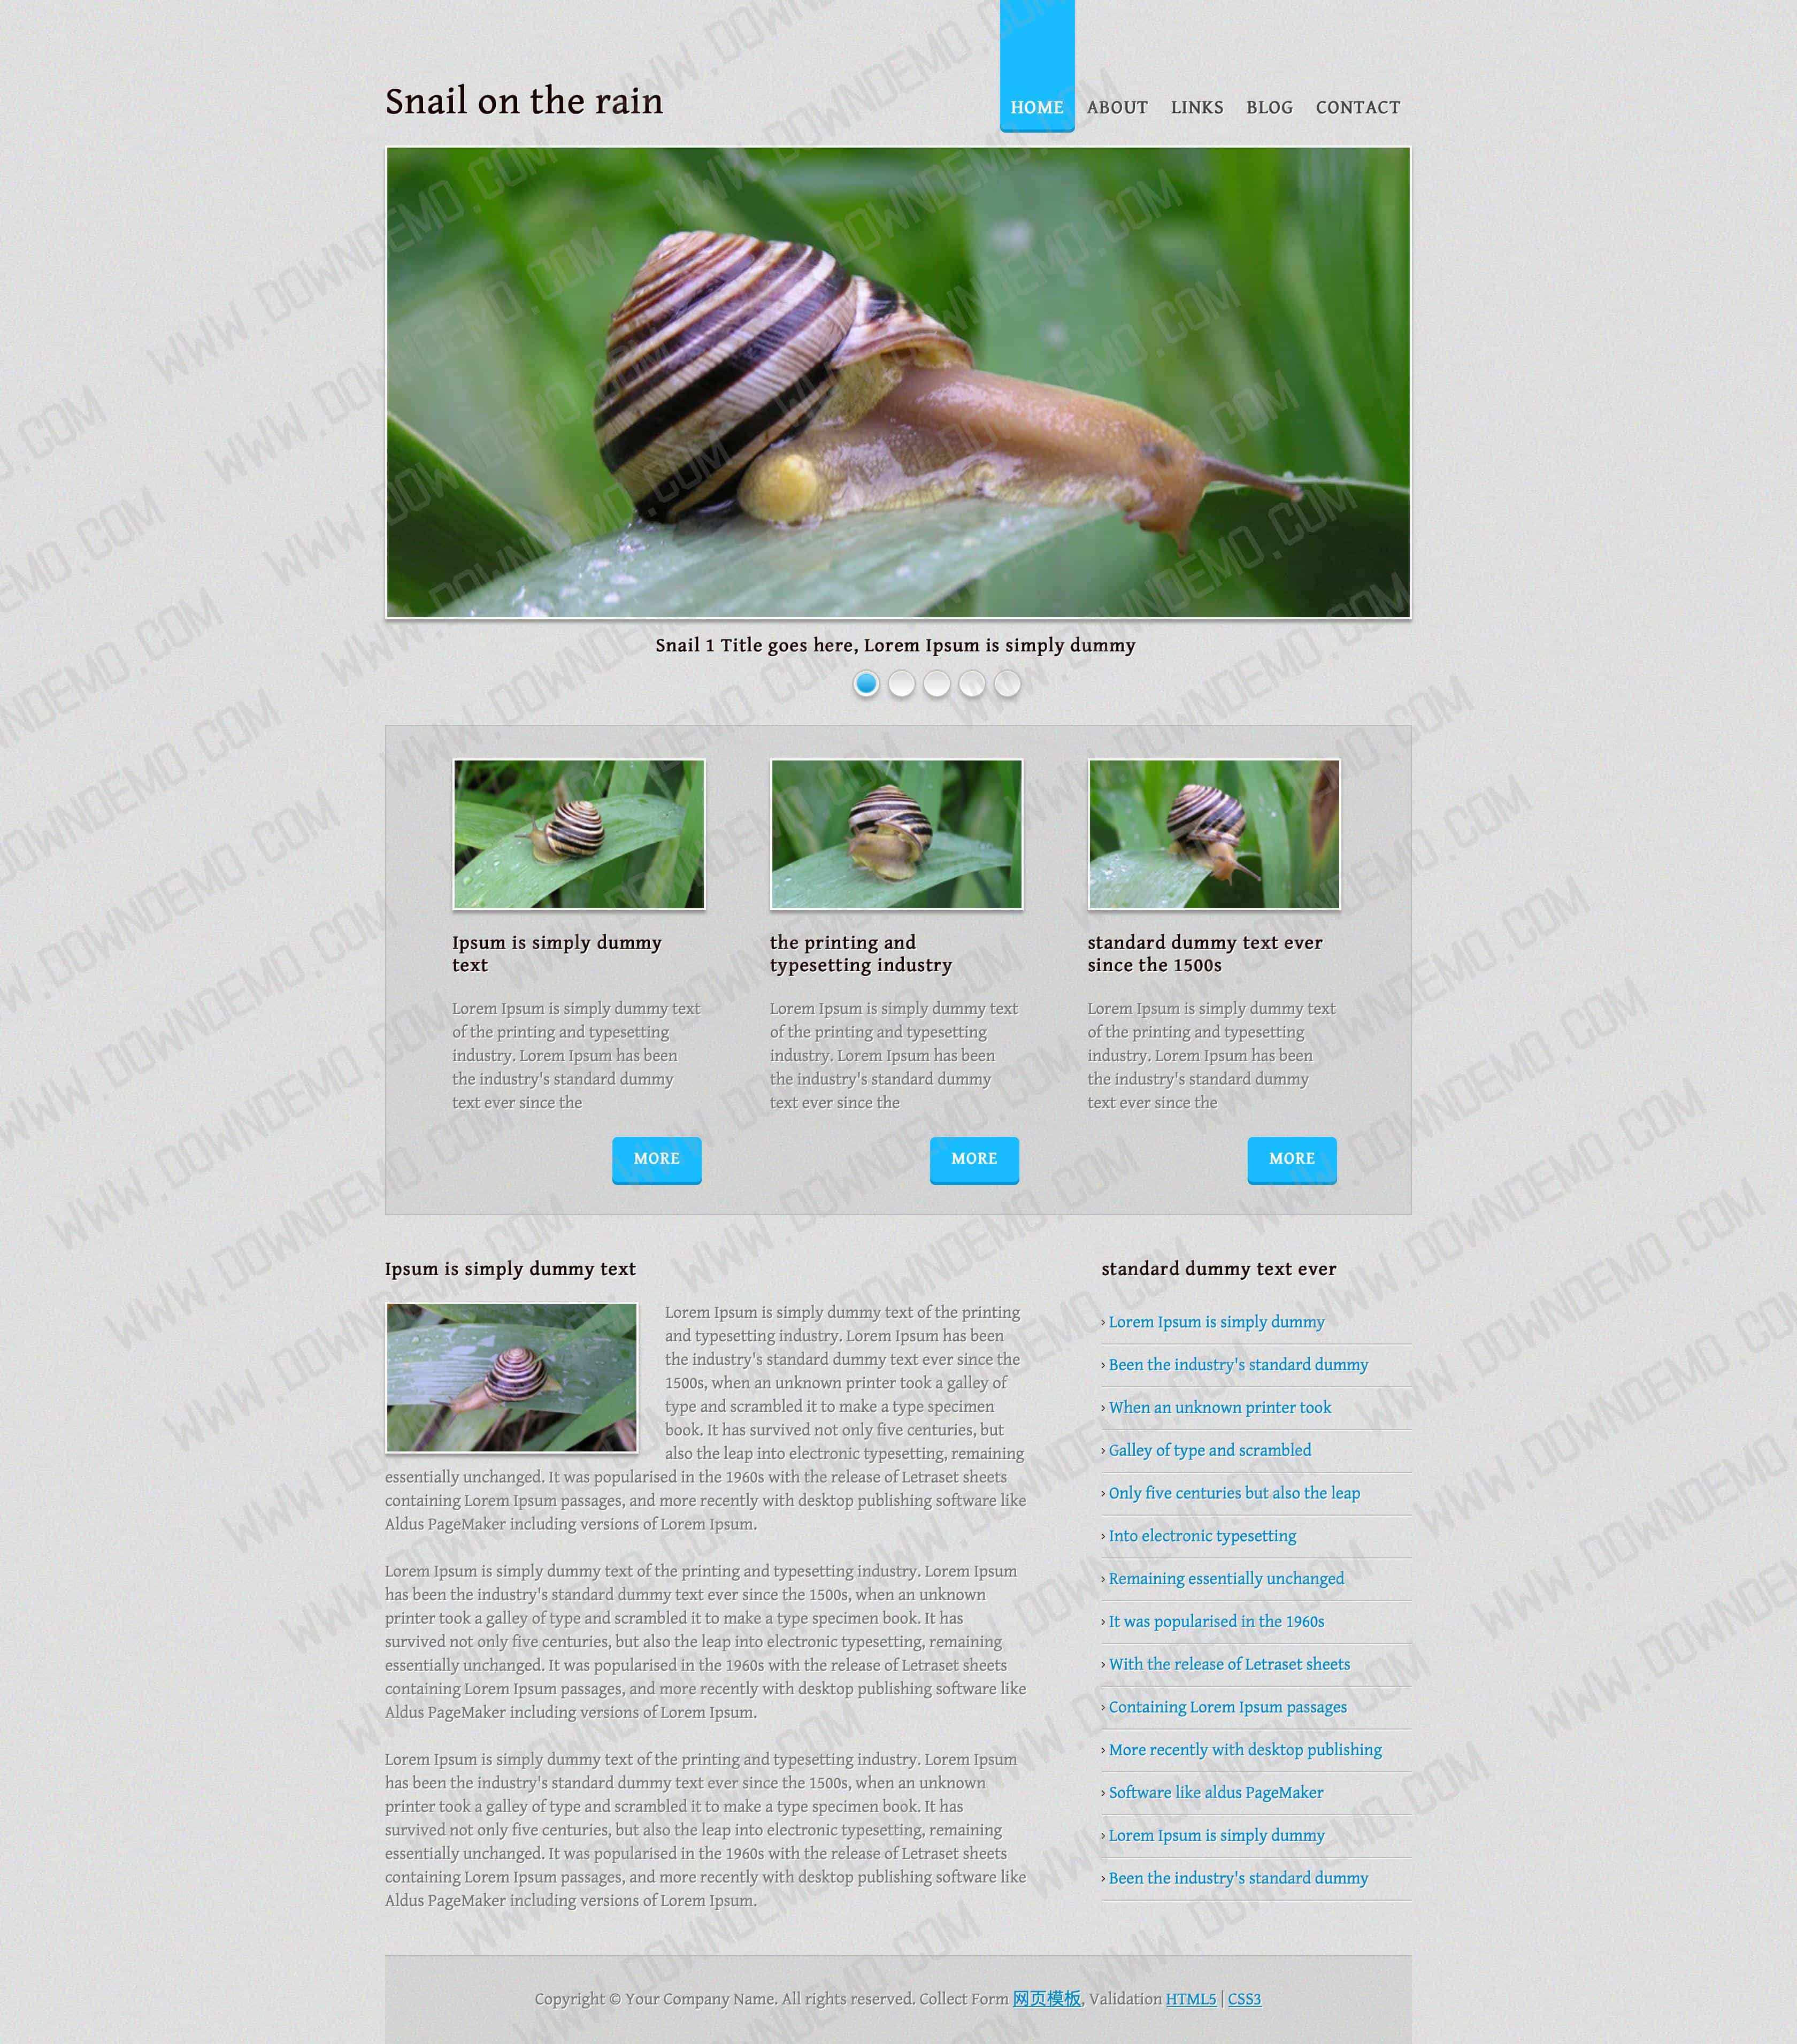 Snail on the rain
HOME ABOUT LINKS BLOG CONTACT
Snail 1 Title goes here, Lorem Ipsum is simply dummy
Ipsum is simply dummy
text
Lorem Ipsum is simply dummy text
of the printing and typesetting
industry. Lorem Ipsum has been
the industry's standard dummy
text ever since the
MORE
the printing and
typesetting industry
Lorem Ipsum is simply dummy text
of the printing and typesetting
industry. Lorem Ipsum has been
the industry's standard dummy
text ever since the
MORE
standard dummy text ever
since the 1500s
Lorem Ipsum is simply dummy text
of the printing and typesetting
industry. Lorem Ipsum has been
the industry's standard dummy
text ever since the
MORE
Ipsum is simply dummy text
Lorem Ipsum is simply dummy text of the printing
and typesetting industry. Lorem Ipsum has been
the industry's standard dummy text ever since the
1500s, when an unknown printer took a galley of
type and scrambled it to make a type specimen
book. It has survived not only five centuries, but
also the leap into electronic typesetting, remaining
essentially unchanged. It was popularised in the 1960s with the release of Letraset sheets
containing Lorem Ipsum passages, and more recently with desktop publishing software like
Aldus PageMaker including versions of Lorem Ipsum.
Lorem Ipsum is simply dummy text of the printing and typesetting industry. Lorem Ipsum
has been the industry's standard dummy text ever since the 1500s, when an unknown
printer took a galley of type and scrambled it to make a type specimen book. It has
survived not only five centuries, but also the leap into electronic typesetting, remaining
essentially unchanged. It was popularised in the 1960s with the release of Letraset sheets
containing Lorem Ipsum passages, and more recently with desktop publishing software like
Aldus PageMaker including versions of Lorem Ipsum.
Lorem Ipsum is simply dummy text of the printing and typesetting industry. Lorem Ipsum
has been the industry's standard dummy text ever since the 1500s, when an unknown
printer took a galley of type and scrambled it to make a type specimen book. It has
survived not only five centuries, but also the leap into electronic typesetting, remaining
essentially unchanged. It was popularised in the 1960s with the release of Letraset sheets
containing Lorem Ipsum passages, and more recently with desktop publishing software like
Aldus PageMaker including versions of Lorem Ipsum.
standard dummy text ever
› Lorem Ipsum is simply dummy
› Been the industry's standard dummy
› When an unknown printer took
› Galley of type and scrambled
› Only five centuries but also the leap
› Into electronic typesetting
› Remaining essentially unchanged
› It was popularised in the 1960s
› With the release of Letraset sheets
› Containing Lorem Ipsum passages
› More recently with desktop publishing
› Software like aldus PageMaker
› Lorem Ipsum is simply dummy
› Been the industry's standard dummy
Copyright © Your Company Name. All rights reserved. Collect Form 网页模板, Validation HTML5 | CSS3
WWW.DOWNDEMO.COM